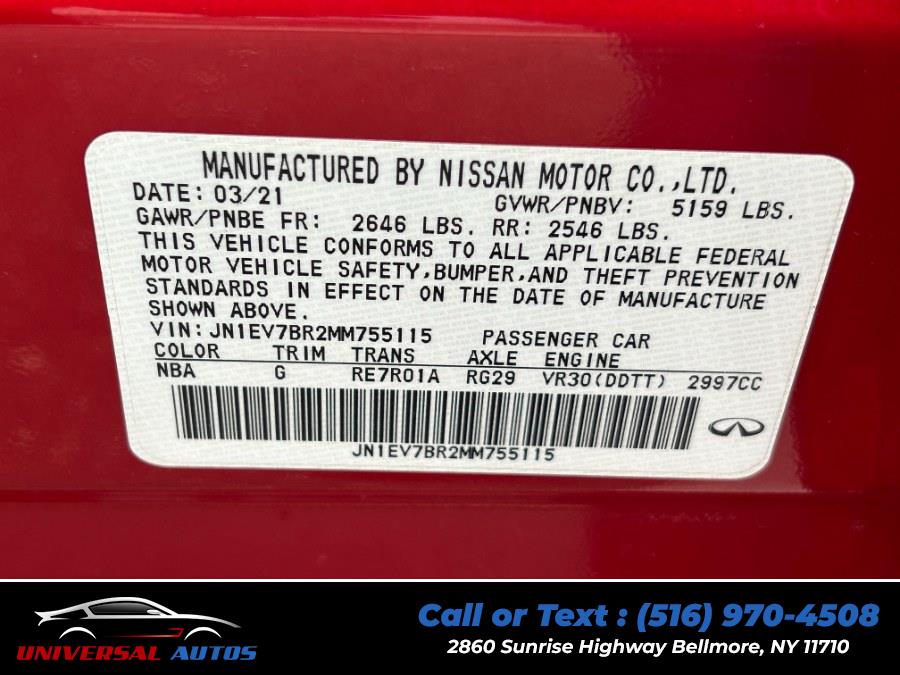 MANUFACTURED BY NISSAN MOTOR CO.,LTD.
DATE: 03/21 GVWR/PNBV: 5159 LBS.
GAWR/PNBE FR: 2646 LBS. RR: 2546 LBS.
THIS VEHICLE CONFORMS TO ALL APPLICABLE FEDERAL
MOTOR VEHICLE SAFETY,BUMPER,AND THEFT PREVENTION
STANDARDS IN EFFECT ON THE DATE OF MANUFACTURE
SHOWN ABOVE.
VIN:JN1EV7BR2MM755115 PASSENGER CAR
COLOR TRIM TRANS AXLE ENGINE
NBA G RE7R01A RG29 VR30(DDTT) 2997CC
JN1EV7BR2MM755115
UNIVERSAL AUTOS
Call or Text : (516) 970-4508
2860 Sunrise Highway Bellmore, NY 11710